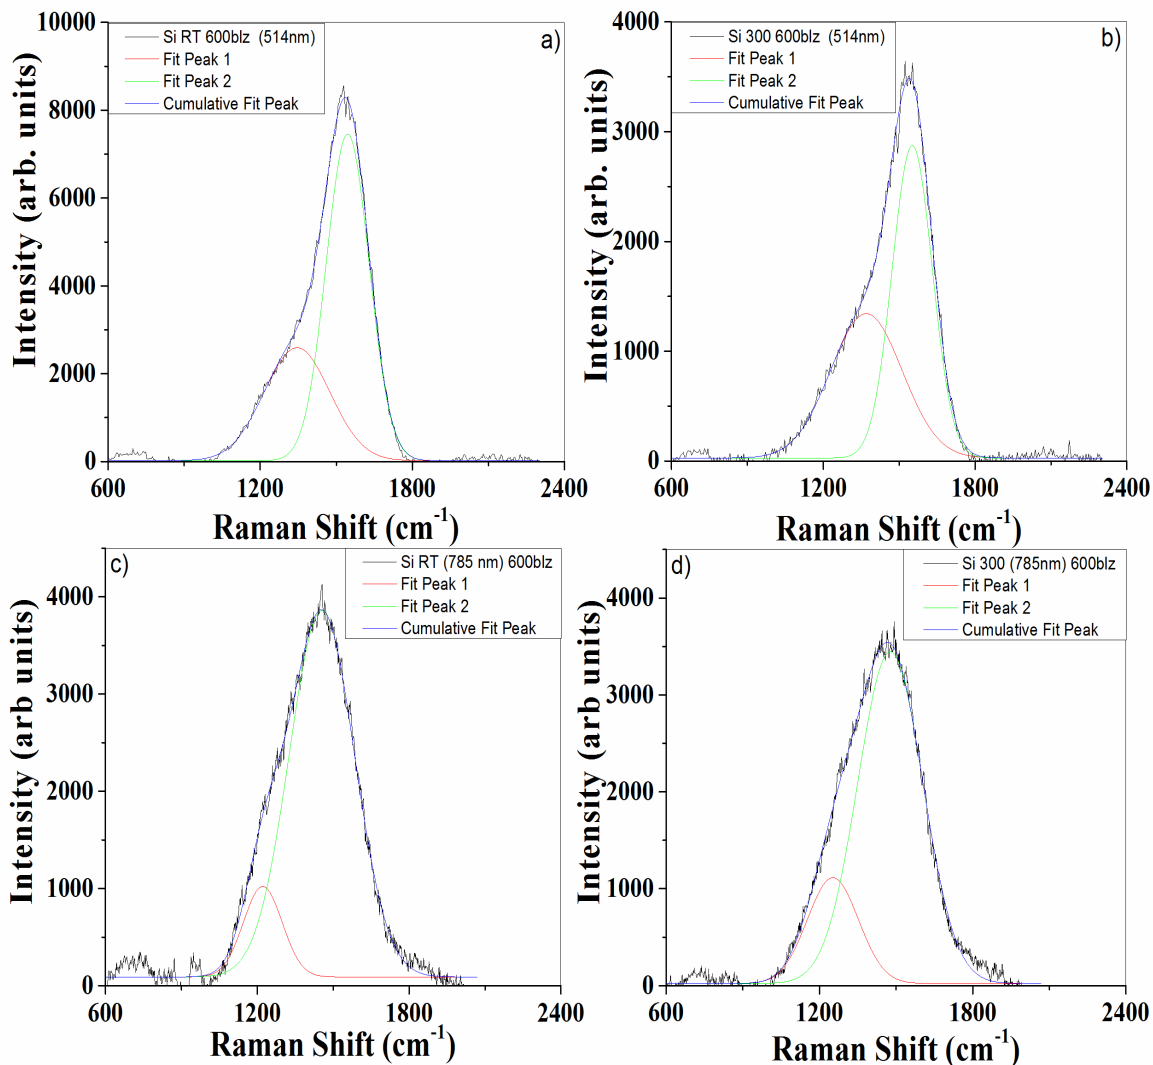 a)
Si RT 600blz (514nm)
Fit Peak 1
Fit Peak 2
Cumulative Fit Peak
10000
8000
6000
4000
2000
0
Intensity (arb. units)
600 1200 1800 2400
Raman Shift (cm-1)
b)
Si 300 600blz (514nm)
Fit Peak 1
Fit Peak 2
Cumulative Fit Peak
4000
3000
2000
1000
0
Intensity (arb. units)
600 1200 1800 2400
Raman Shift (cm-1)
c)
Si RT (785 nm) 600blz
Fit Peak 1
Fit Peak 2
Cumulative Fit Peak
4000
3000
2000
1000
0
Intensity (arb units)
600 1200 1800 2400
Raman Shift (cm-1)
d)
Si 300 (785nm) 600blz
Fit Peak 1
Fit Peak 2
Cumulative Fit Peak
4000
3000
2000
1000
0
Intensity (arb units)
600 1200 1800 2400
Raman Shift (cm-1)